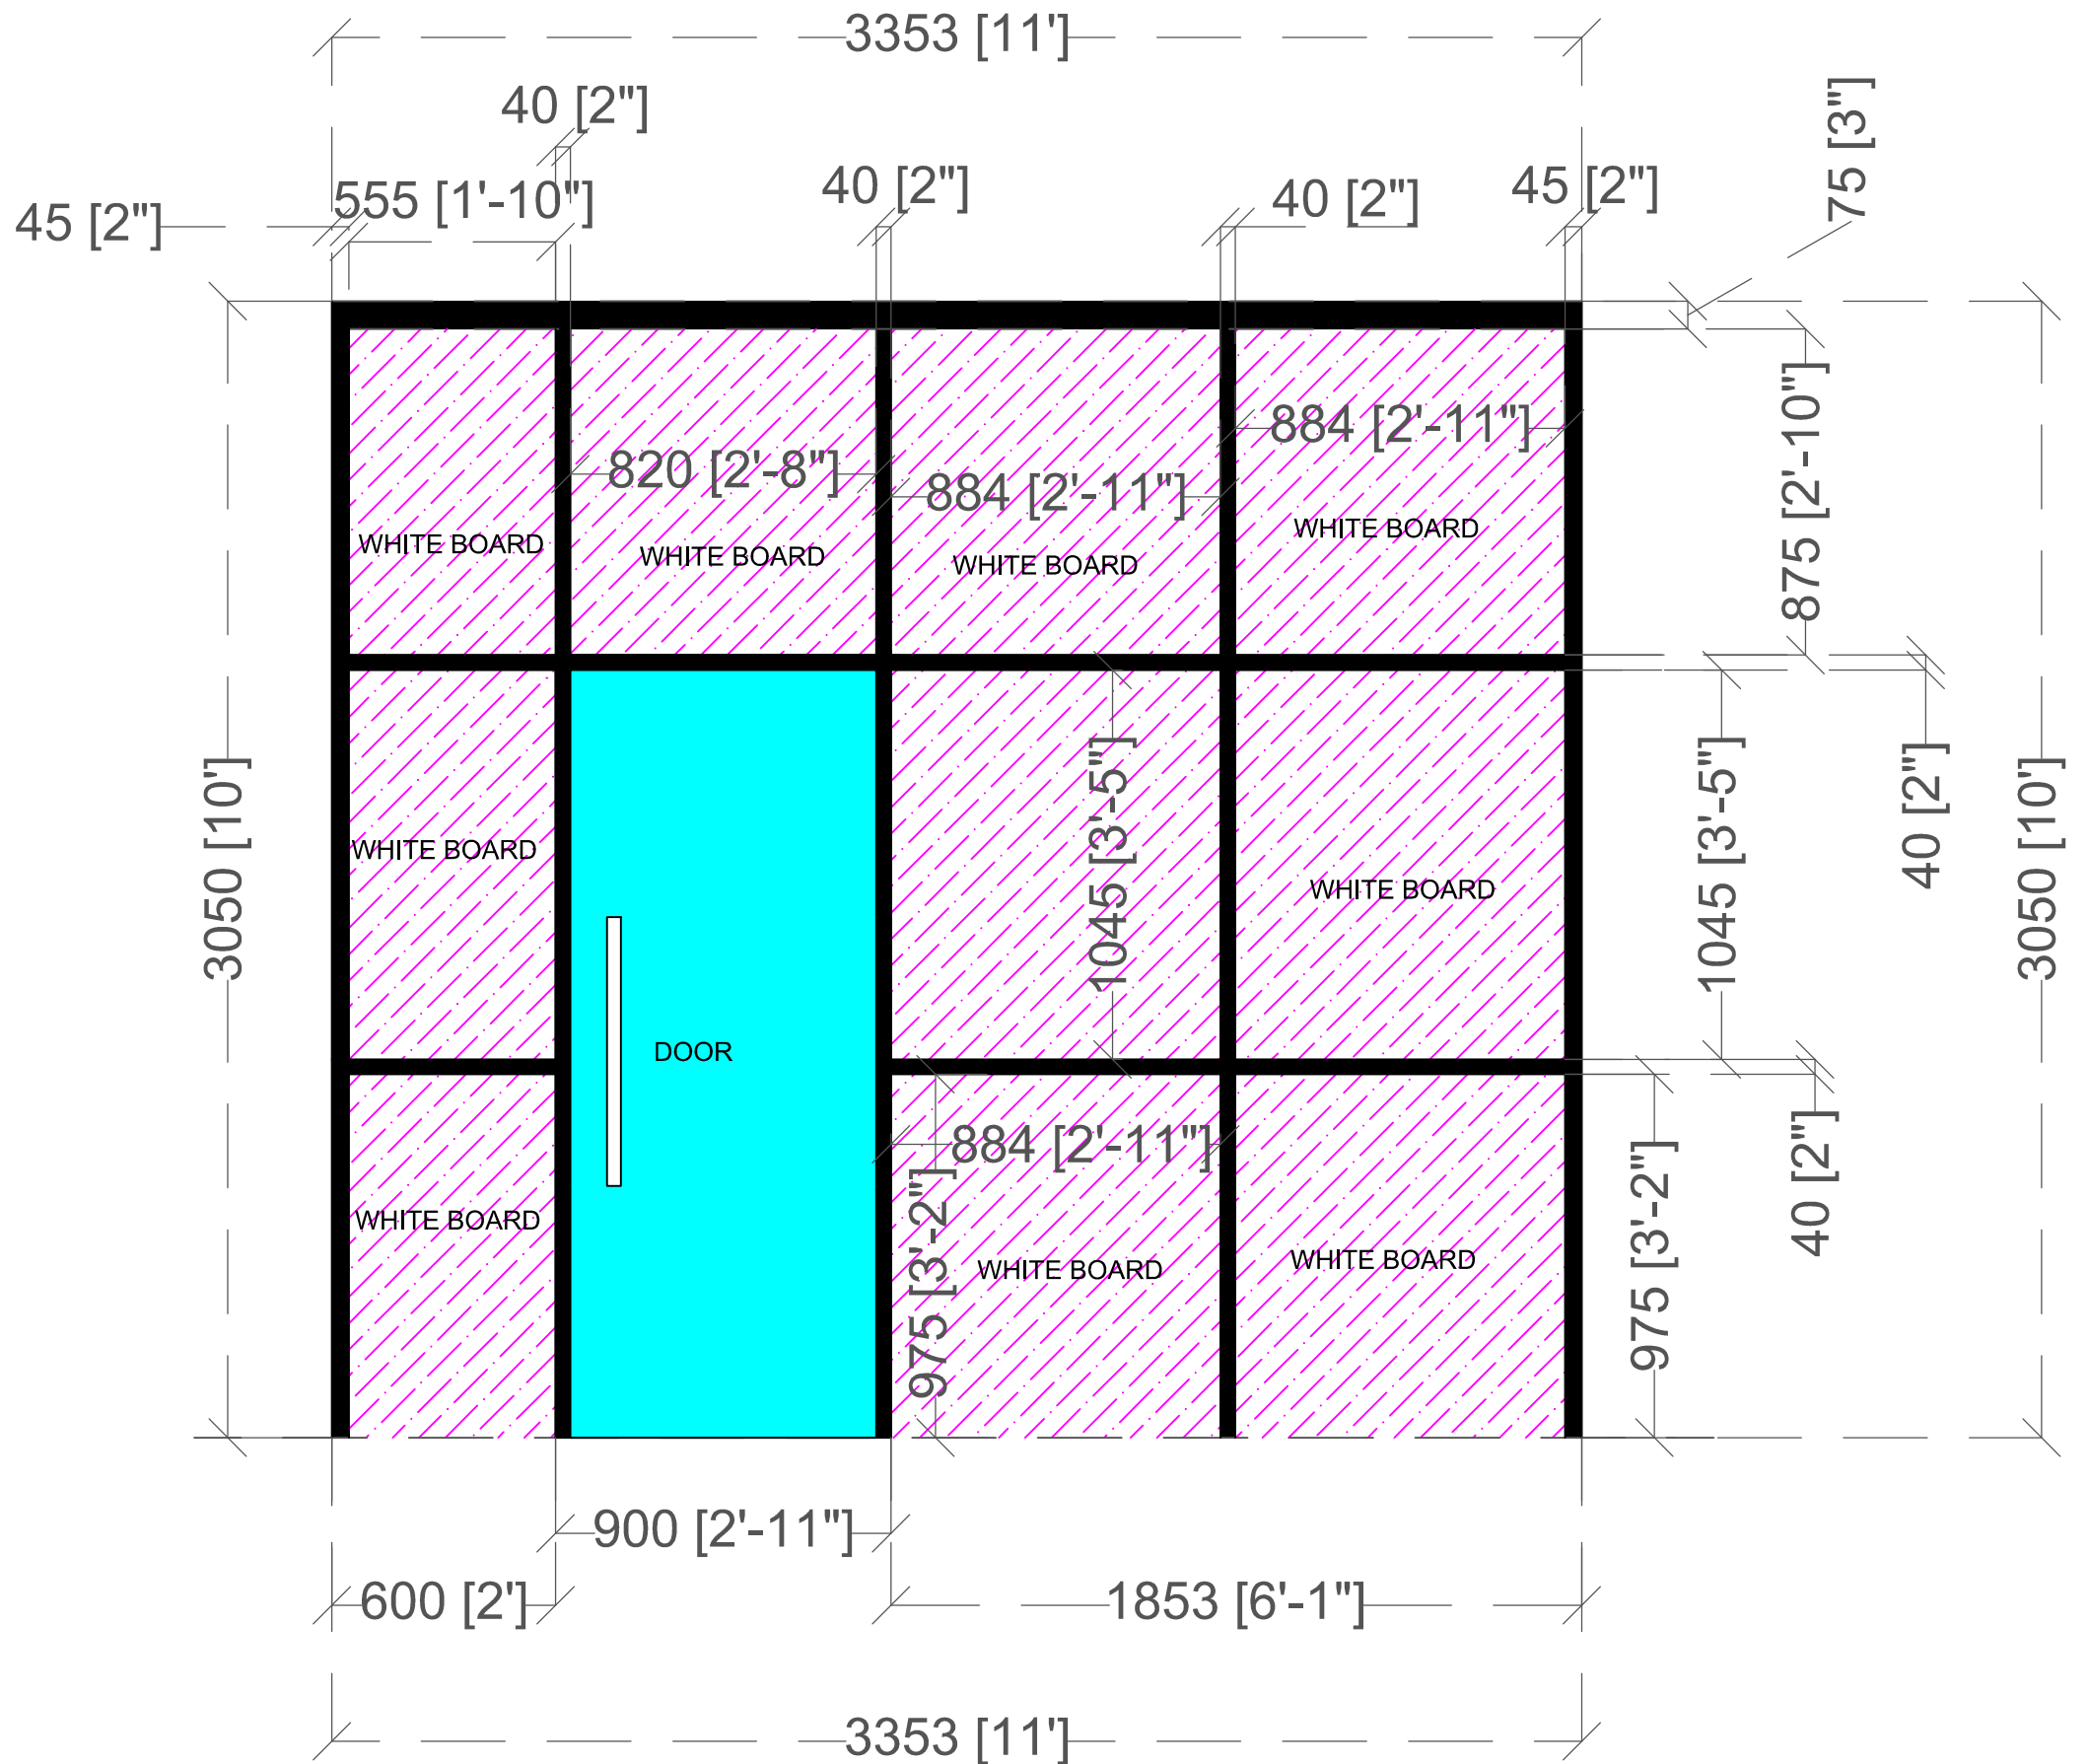 3353 [11']
40 [2"]
75 [3"]
45 [2"]
555 [1'-10"]
40 [2"]
40 [2"]
45 [2"]
884 [2'-11"]
820 [2'-8"]
884 [2'-11"]
875 [2'-10"]
WHITE BOARD
WHITE BOARD
WHITE BOARD
WHITE BOARD
3050 [10']
WHITE BOARD
1045 [3'-5"]
WHITE BOARD
1045 [3'-5"]
40 [2"]
3050 [10']
DOOR
884 [2'-11"]
975 [3'-2"]
WHITE BOARD
WHITE BOARD
WHITE BOARD
975 [3'-2"]
40 [2"]
900 [2'-11"]
600 [2']
1853 [6'-1"]
3353 [11']